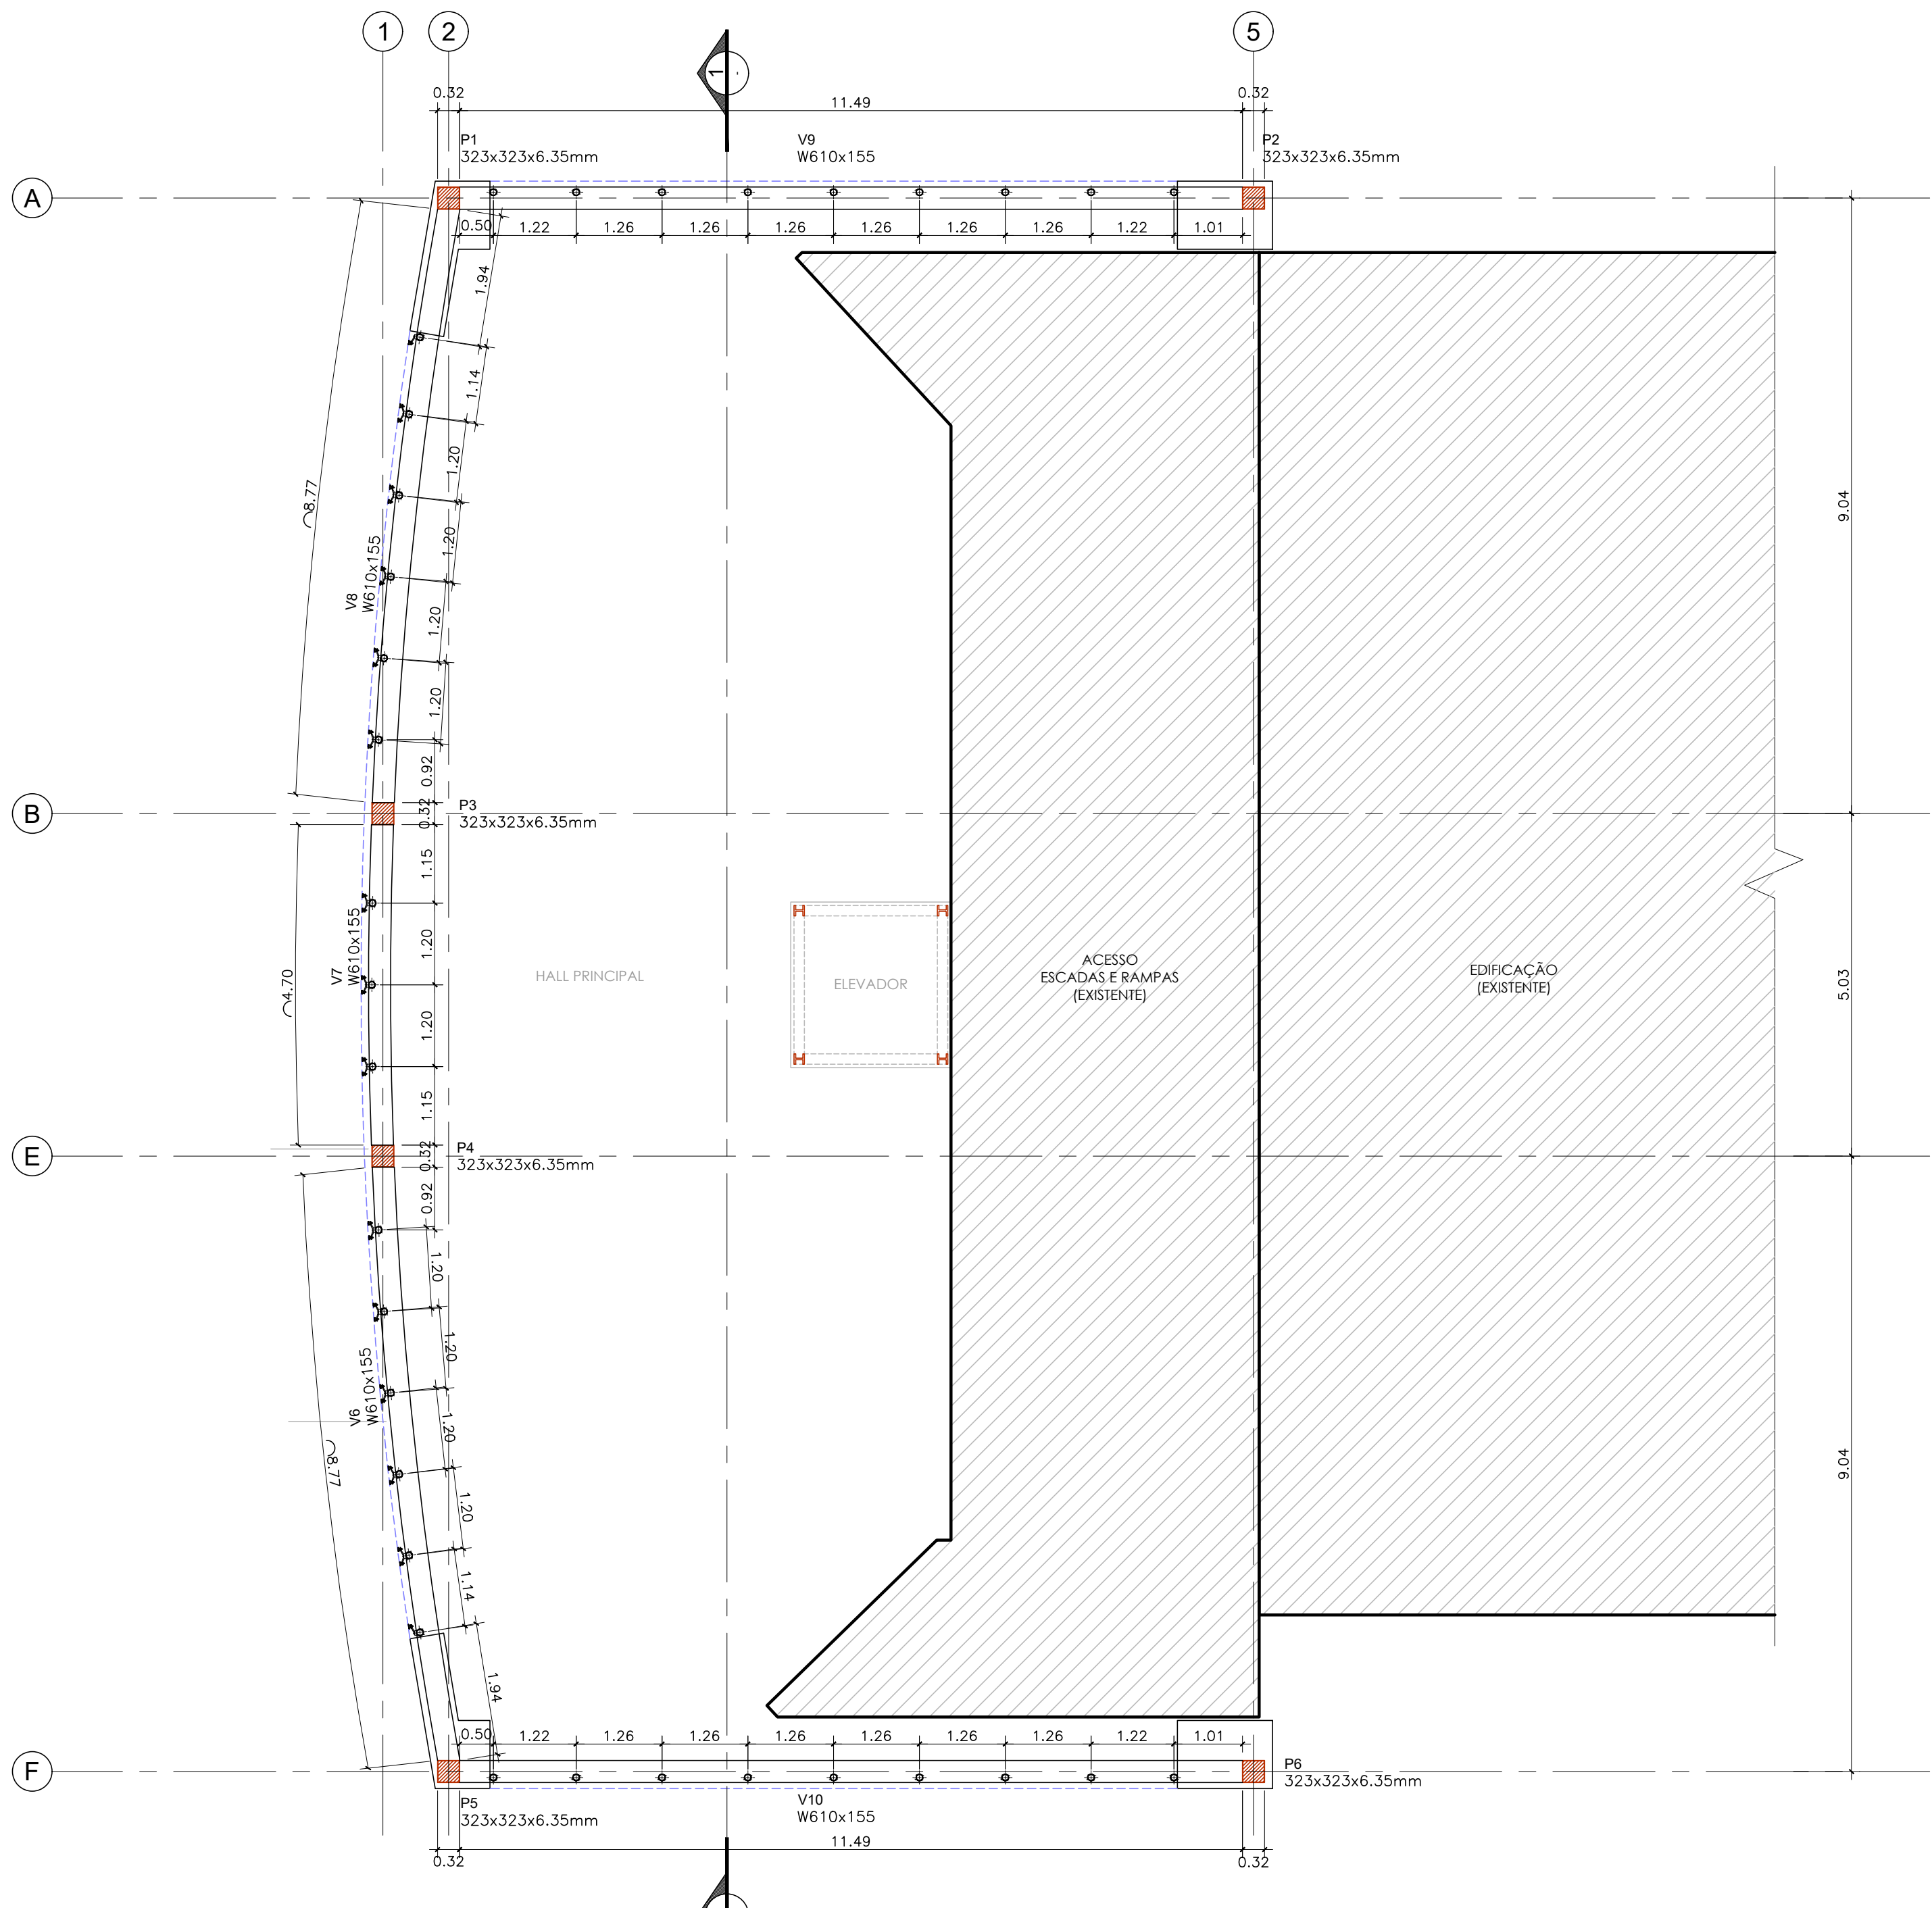 1
2
5
1
-
0.32
11.49
0.32
P1
323x323x6.35mm
V9
W610x155
P2
323x323x6.35mm
A
0.50
1.22
1.26
1.26
1.26
1.26
1.26
1.26
1.22
1.01
1.94
1.14
1.20
8.77
9.04
1.20
V8
W610x155
1.20
1.20
0.92
B
0.32
P3
323x323x6.35mm
1.15
1.20
V7
W610x155
4.70
HALL PRINCIPAL
ELEVADOR
ACESSO
ESCADAS E RAMPAS
(EXISTENTE)
EDIFICAÇÃO
(EXISTENTE)
5.03
1.20
1.15
E
0.32
P4
323x323x6.35mm
0.92
1.20
1.20
V6
W610x155
1.20
8.77
9.04
1.20
1.14
1.94
0.50
1.22
1.26
1.26
1.26
1.26
1.26
1.26
1.22
1.01
F
P6
323x323x6.35mm
P5
323x323x6.35mm
V10
W610x155
11.49
0.32
0.32